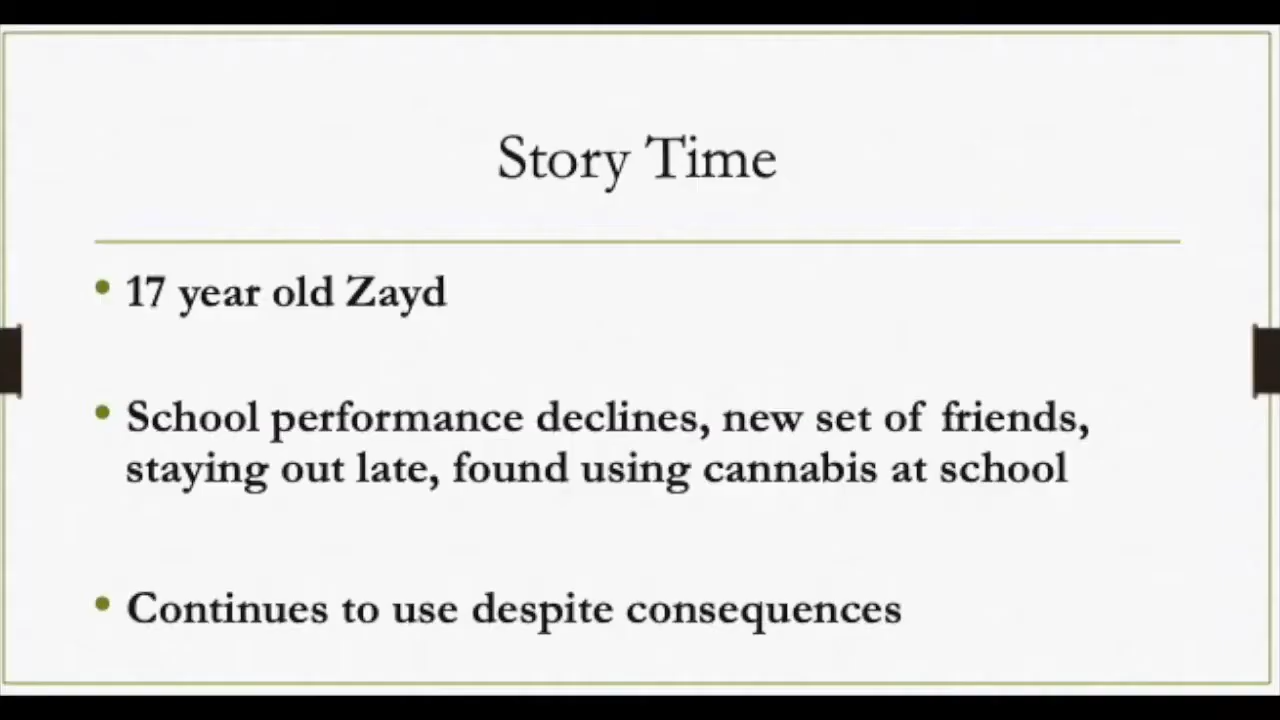 Story Time
• 17 year old Zayd
• School performance declines, new set of friends,
staying out late, found using cannabis at school
• Continues to use despite consequences